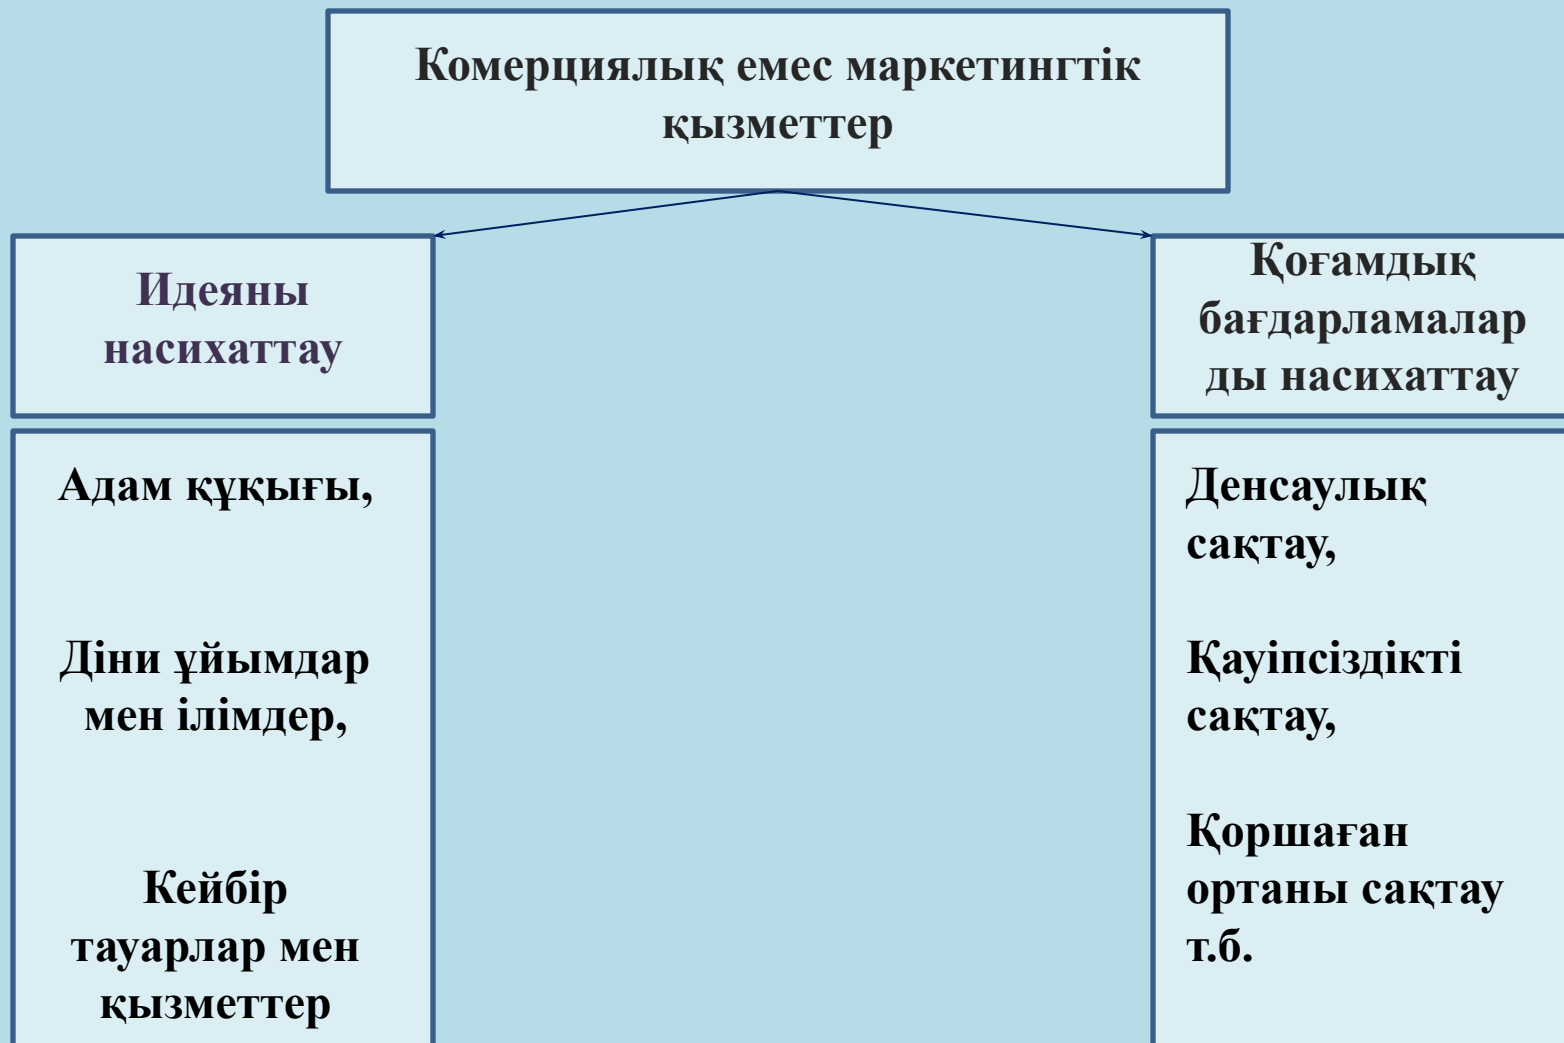 Комерциялық емес маркетингтік
қызметтер
Идеяны
насихаттау
Қоғамдық
бағдарламалар
ды насихаттау
Адам құқығы,
Діни ұйымдар
мен ілімдер,
Кейбір
тауарлар мен
қызметтер
Денсаулық
сақтау,
Қауіпсіздікті
сақтау,
Қоршаған
ортаны сақтау
т.б.